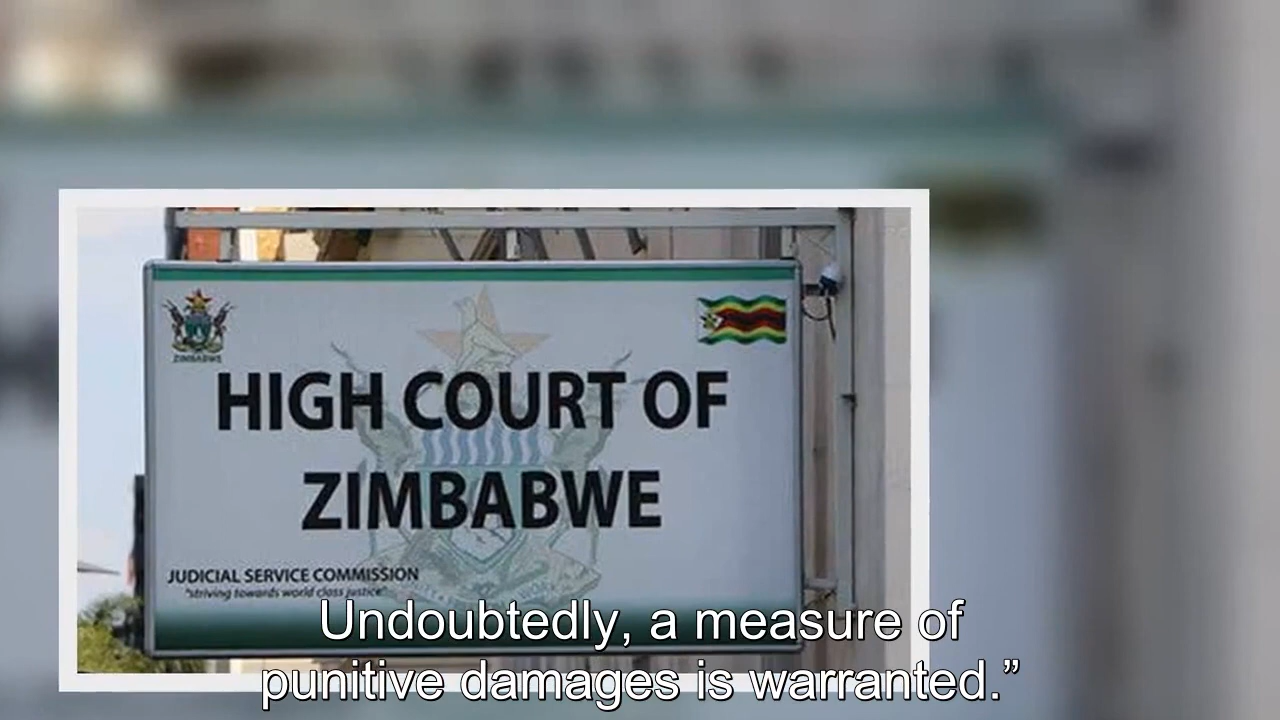 ZIMBABWE
HIGH COURT OF
ZIMBABWE
JUDICIAL SERVICE COMMISSION
"striving towards world class justice"
Undoubtedly, a measure of
punitive damages is warranted.”